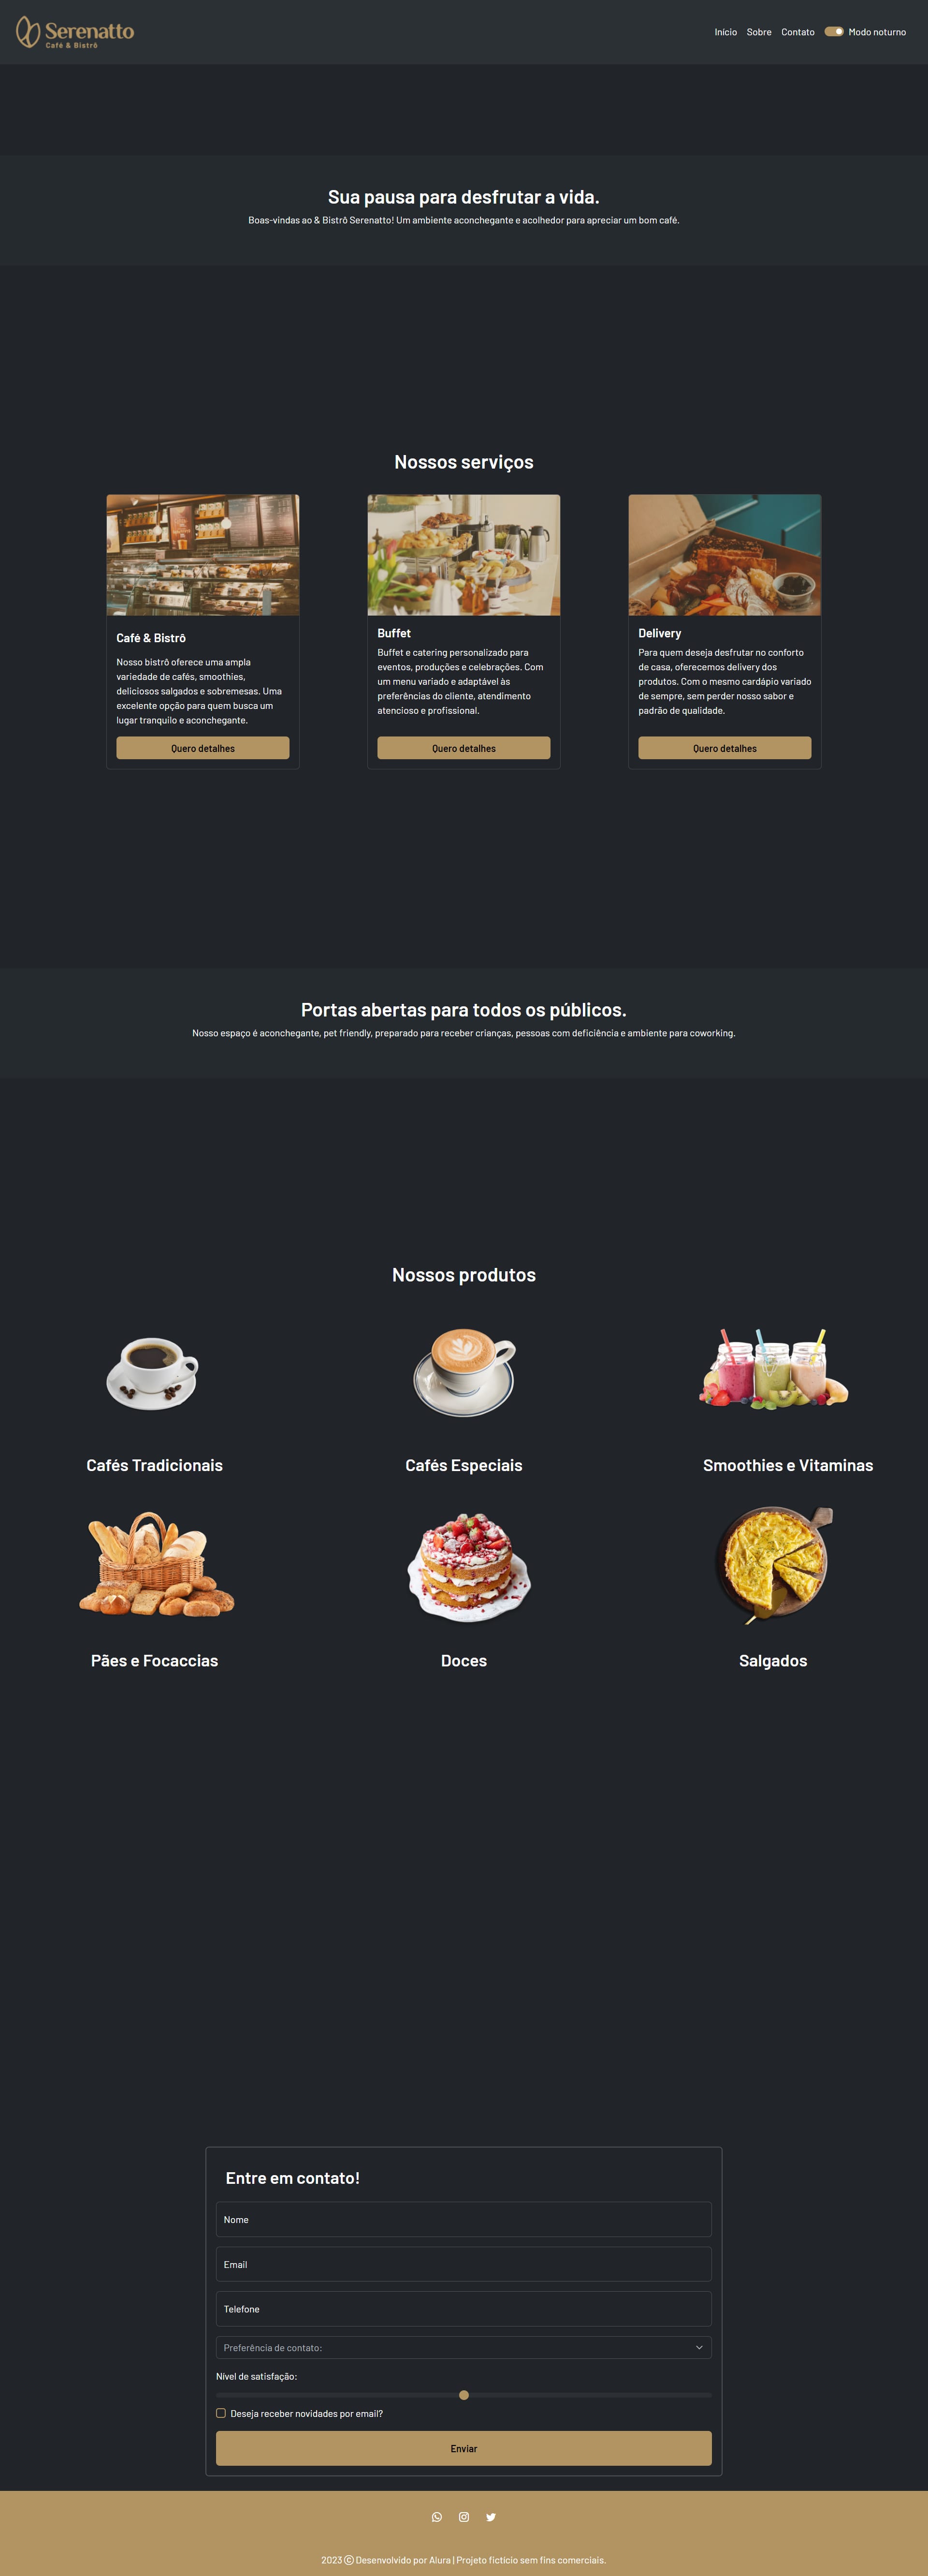 Serenatto
Café & Bistrô
Início Sobre Contato Modo noturno
Sua pausa para desfrutar a vida.
Boas-vindas ao & Bistrô Serenatto! Um ambiente aconchegante e acolhedor para apreciar um bom café.
Nossos serviços
Café & Bistrô
Nosso bistrô oferece uma ampla
variedade de cafés, smoothies,
deliciosos salgados e sobremesas. Uma
excelente opção para quem busca um
lugar tranquilo e aconchegante.
Quero detalhes
Buffet
Buffet e catering personalizado para
eventos, produções e celebrações. Com
um menu variado e adaptável às
preferências do cliente, atendimento
atencioso e profissional.
Quero detalhes
Delivery
Para quem deseja desfrutar no conforto
de casa, oferecemos delivery dos
produtos. Com o mesmo cardápio variado
de sempre, sem perder nosso sabor e
padrão de qualidade.
Quero detalhes
Portas abertas para todos os públicos.
Nosso espaço é aconchegante, pet friendly, preparado para receber crianças, pessoas com deficiência e ambiente para coworking.
Nossos produtos
Cafés Tradicionais
Cafés Especiais
Smoothies e Vitaminas
Pães e Focaccias
Doces
Salgados
Entre em contato!
Nome
Email
Telefone
Preferência de contato:
Nível de satisfação:
Deseja receber novidades por email?
Enviar
2023 © Desenvolvido por Alura | Projeto fictício sem fins comerciais.